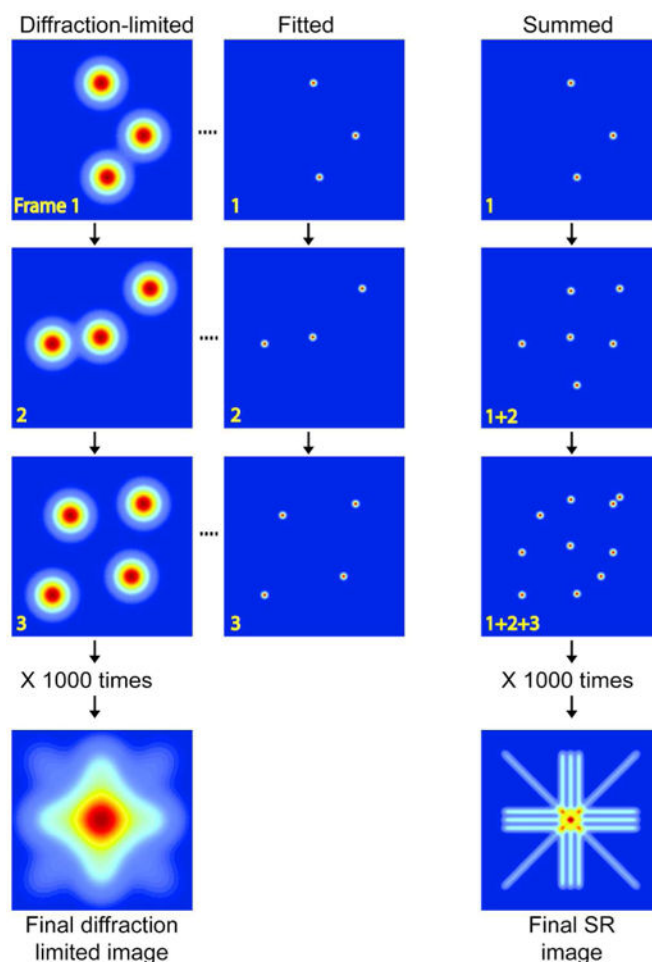 Diffraction-limited Fitted Summed
Frame 1 1 1
2 2 1+2
3 3 1+2+3
X 1000 times X 1000 times
Final diffraction Final SR
limited image image